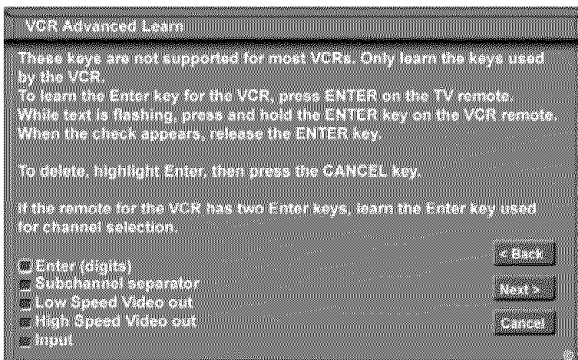 VCR Advanced Learn
These keys are not supported for most VCRs. Only learn the keys used
by the VCR.
To learn the Enter key for the VCR, press ENTER on the TV remote.
While text is flashing, press and hold the ENTER key on the VCR remote.
When the check appears, release the ENTER key.
To delete, highlight Enter, then press the CANCEL key.
If the remote for the VCR has two Enter keys, learn the Enter key used
for channel selection.
< Back
Enter (digits)
Subchannel separator
Next >
Low Speed Video out
High Speed Video out
Cancel
Input